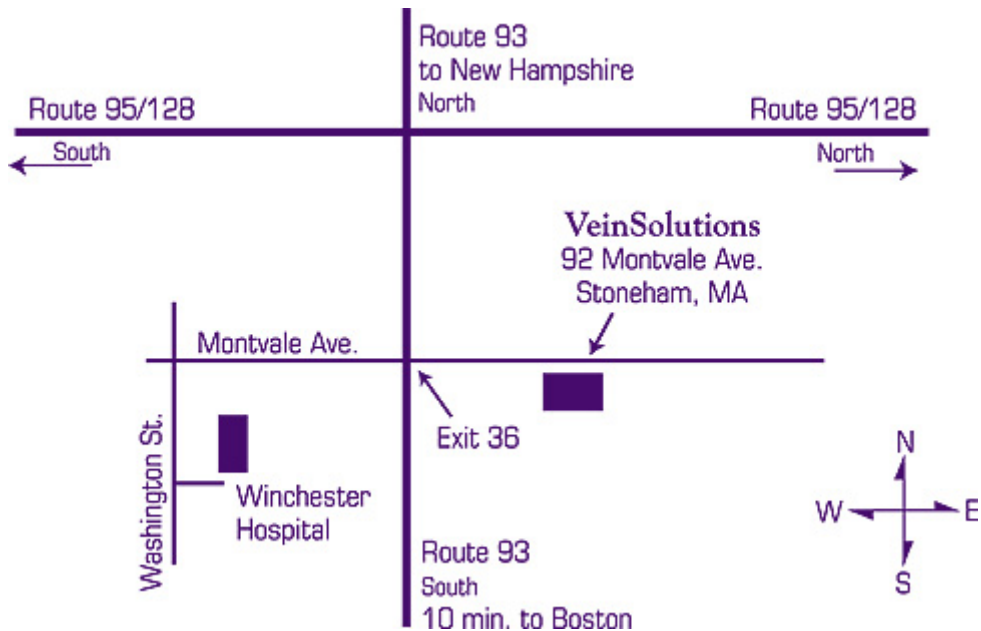 Route 93
to New Hampshire
North
Route 95/128
Route 95/128
South
North
VeinSolutions
92 Montvale Ave.
Stoneham, MA
Montvale Ave.
Exit 36
Washington St.
Winchester
Hospital
N
W
E
S
Route 93
South
10 min. to Boston